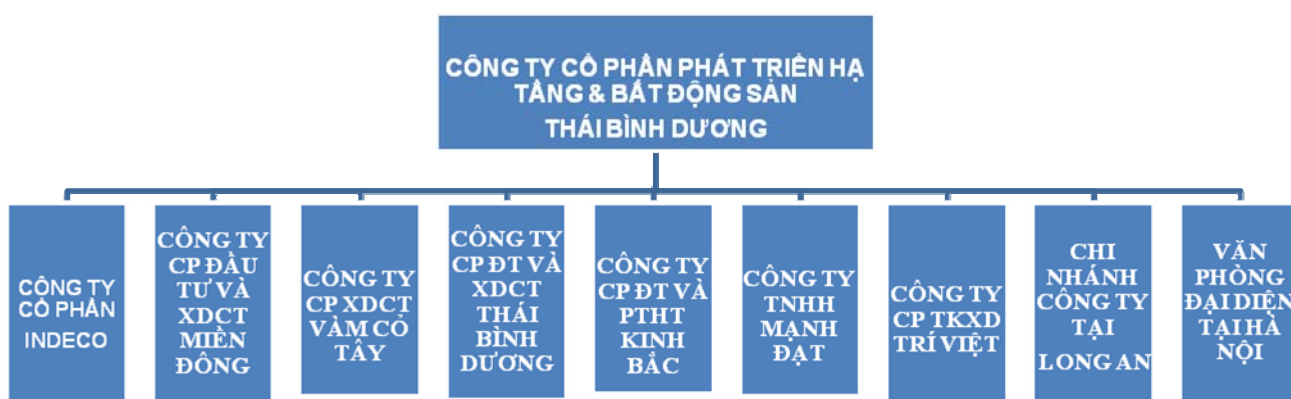 CÔNG TY CỔ PHẦN PHÁT TRIỂN HẠ
TẦNG & BẤT ĐỘNG SẢN
THÁI BÌNH DƯƠNG
CÔNG TY
CỔ PHẦN
INDECO
CÔNG TY
CP ĐẦU
TƯ VÀ
XDCT
MIỀN
ĐÔNG
CÔNG TY
CP XDCT
VÀM CỎ
TÂY
CÔNG TY
CP ĐT VÀ
XDCT
THÁI
BÌNH
DƯƠNG
CÔNG TY
CP ĐT VÀ
PTHT
KINH
BẮC
CÔNG TY
TNHH
MẠNH
ĐẠT
CÔNG TY
CP TKXD
TRÍ VIỆT
CHI
NHÁNH
CÔNG TY
TẠI
LONG AN
VĂN
PHÒNG
ĐẠI DIỆN
TẠI HÀ
NỘI